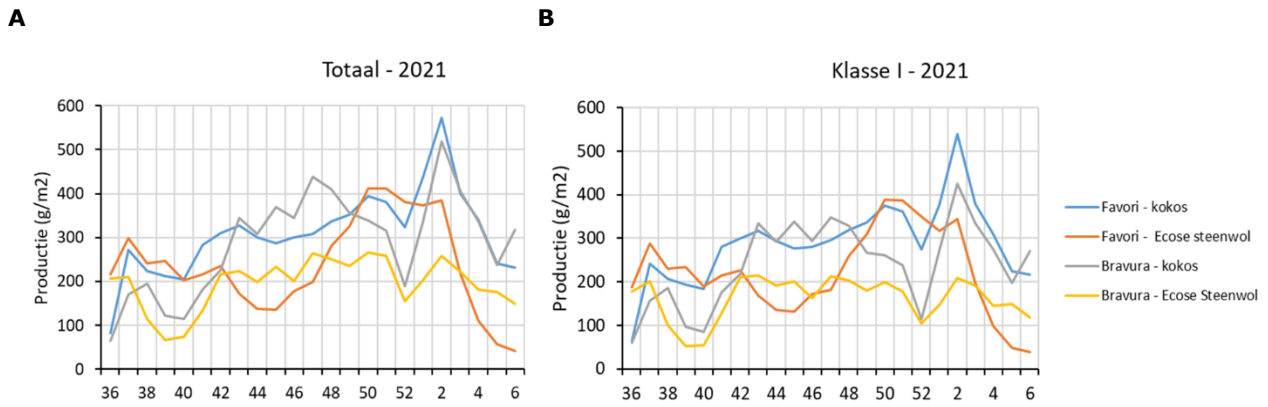 A
B
Totaal - 2021
Klasse I - 2021
Productie (g/m2)
600
500
400
300
200
100
0
36 38 40 42 44 46 48 50 52 2 4 6
Productie (g/m2)
600
500
400
300
200
100
0
36 38 40 42 44 46 48 50 52 2 4 6
Favori - kokos
Favori - Ecose steenwol
Bravura - kokos
Bravura - Ecose Steenwol